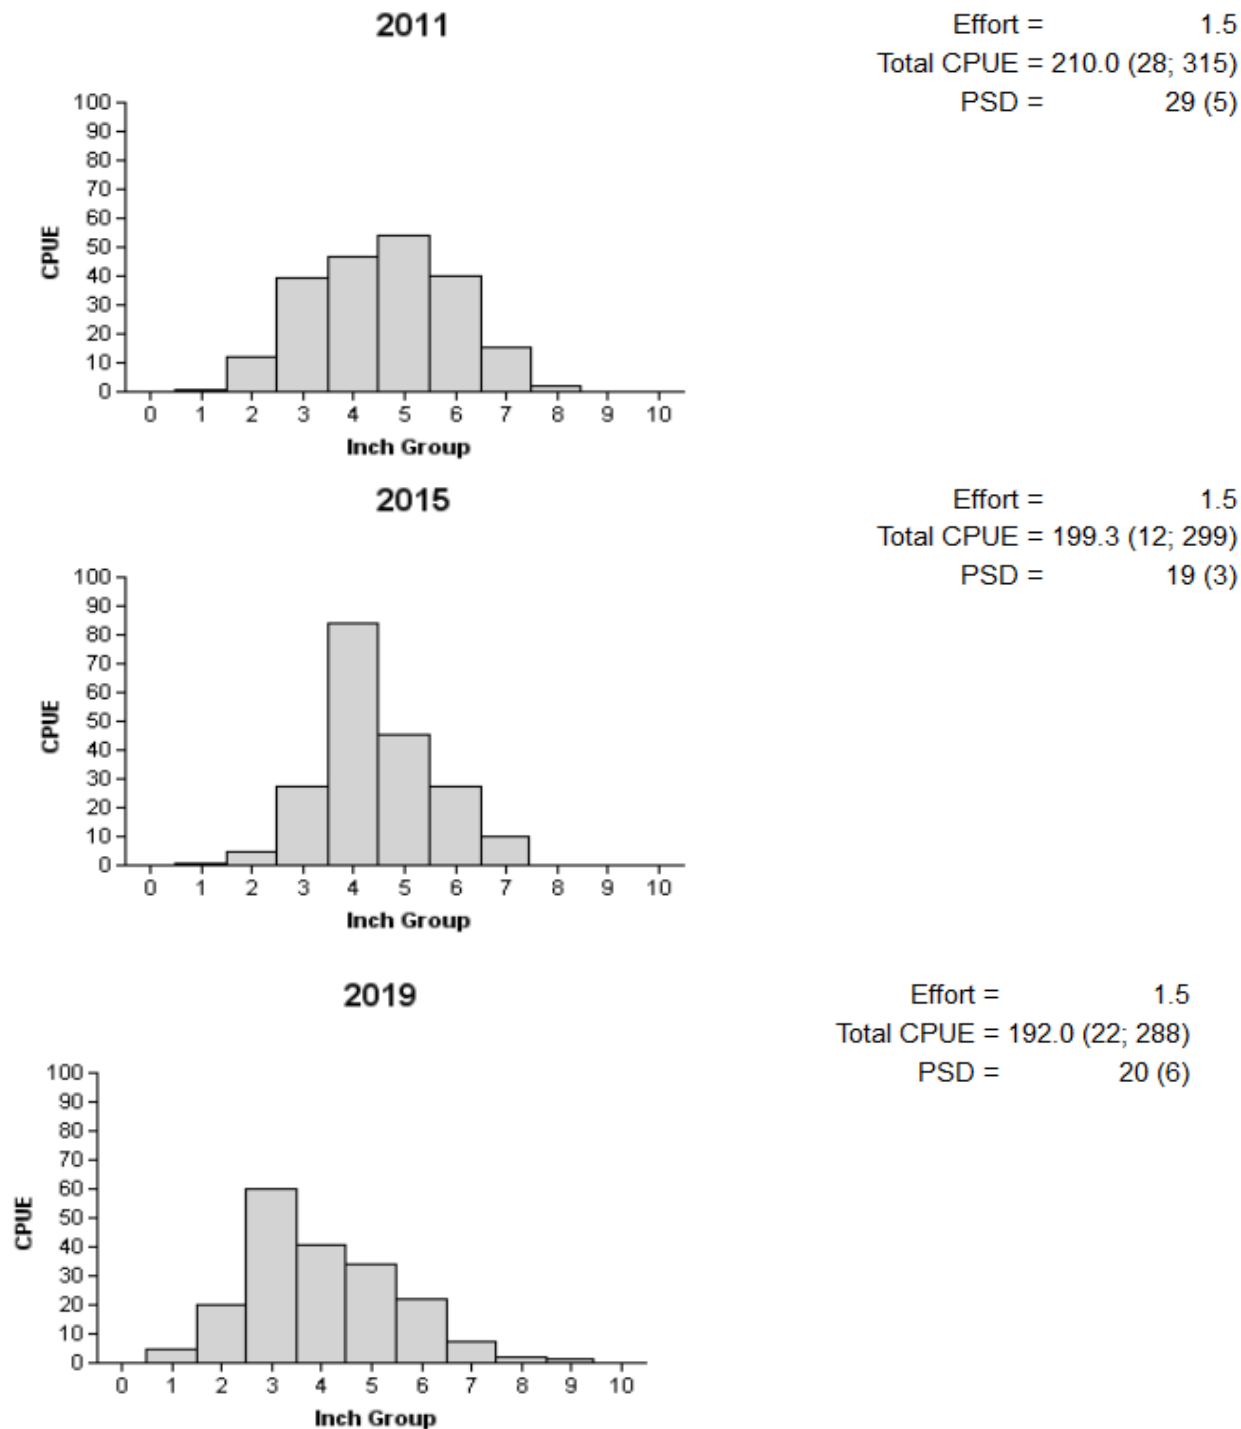 2011
Effort = 1.5
Total CPUE = 210.0 (28; 315)
PSD = 29 (5)
100
90
80
70
60
50
40
30
20
10
0
CPUE
0 1 2 3 4 5 6 7 8 9 10
Inch Group
2015
Effort = 1.5
Total CPUE = 199.3 (12; 299)
PSD = 19 (3)
100
90
80
70
60
50
40
30
20
10
0
CPUE
0 1 2 3 4 5 6 7 8 9 10
Inch Group
2019
Effort = 1.5
Total CPUE = 192.0 (22; 288)
PSD = 20 (6)
100
90
80
70
60
50
40
30
20
10
0
CPUE
0 1 2 3 4 5 6 7 8 9 10
Inch Group